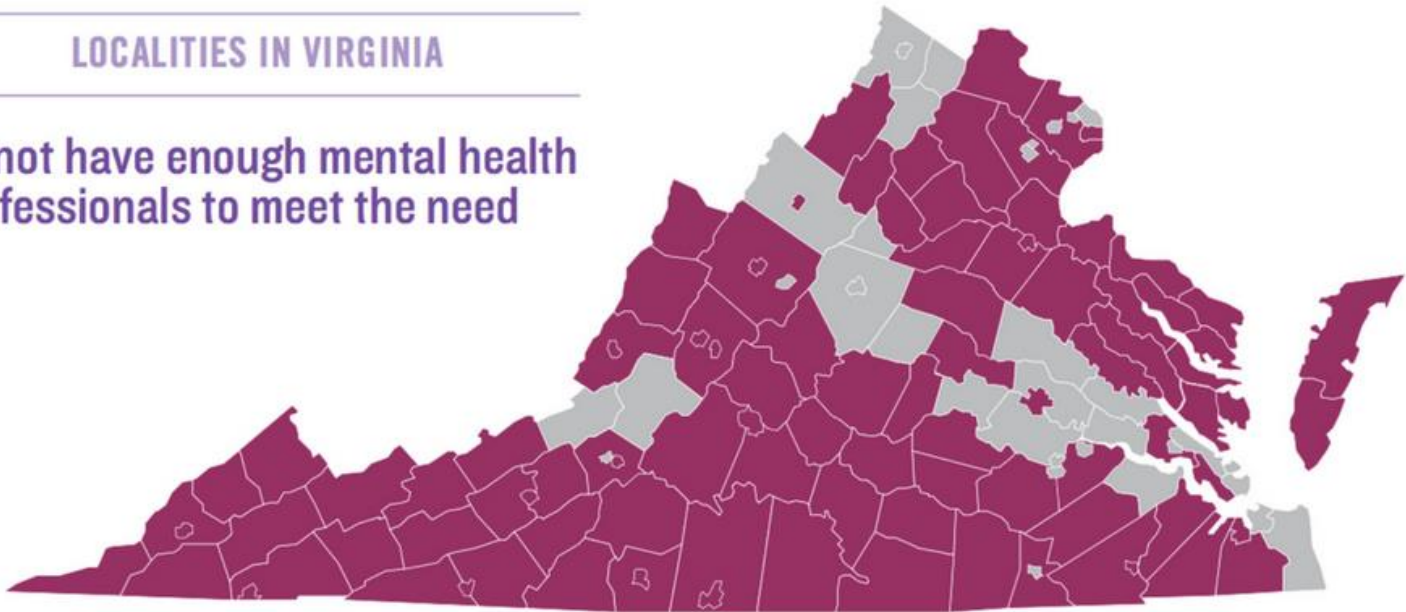 LOCALITIES IN VIRGINIA
not have enough mental health
fessionals to meet the need